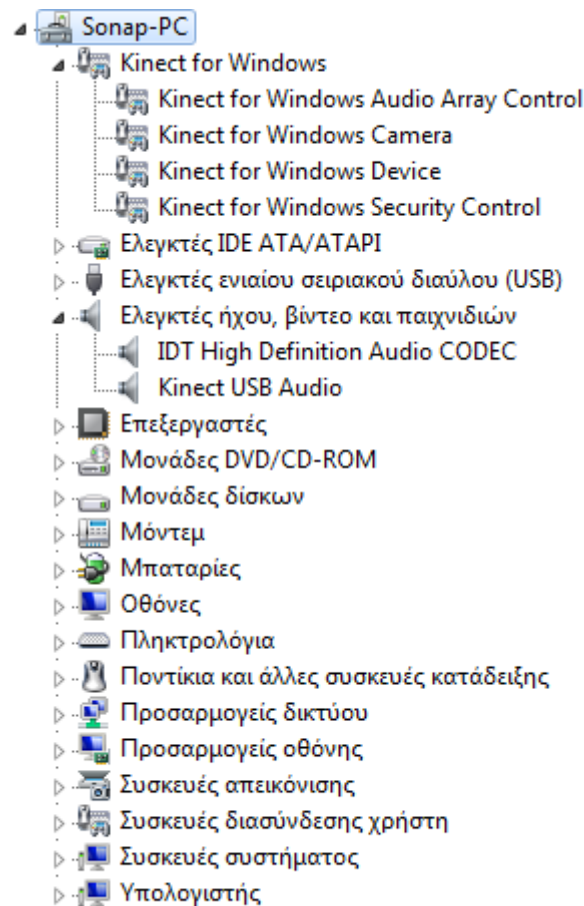 Sonap-PC
Kinect for Windows
Kinect for Windows Audio Array Control
Kinect for Windows Camera
Kinect for Windows Device
Kinect for Windows Security Control
Ελεγκτές IDE ATA/ATAPI
Ελεγκτές ενιαίου σειριακού διαύλου (USB)
Ελεγκτές ήχου, βίντεο και παιχνιδιών
IDT High Definition Audio CODEC
Kinect USB Audio
Επεξεργαστές
Μονάδες DVD/CD-ROM
Μονάδες δίσκων
Μόντεμ
Μπαταρίες
Οθόνες
Πληκτρολόγια
Ποντίκια και άλλες συσκευές κατάδειξης
Προσαρμογείς δικτύου
Προσαρμογείς οθόνης
Συσκευές απεικόνισης
Συσκευές διασύνδεσης χρήστη
Συσκευές συστήματος
Υπολογιστής